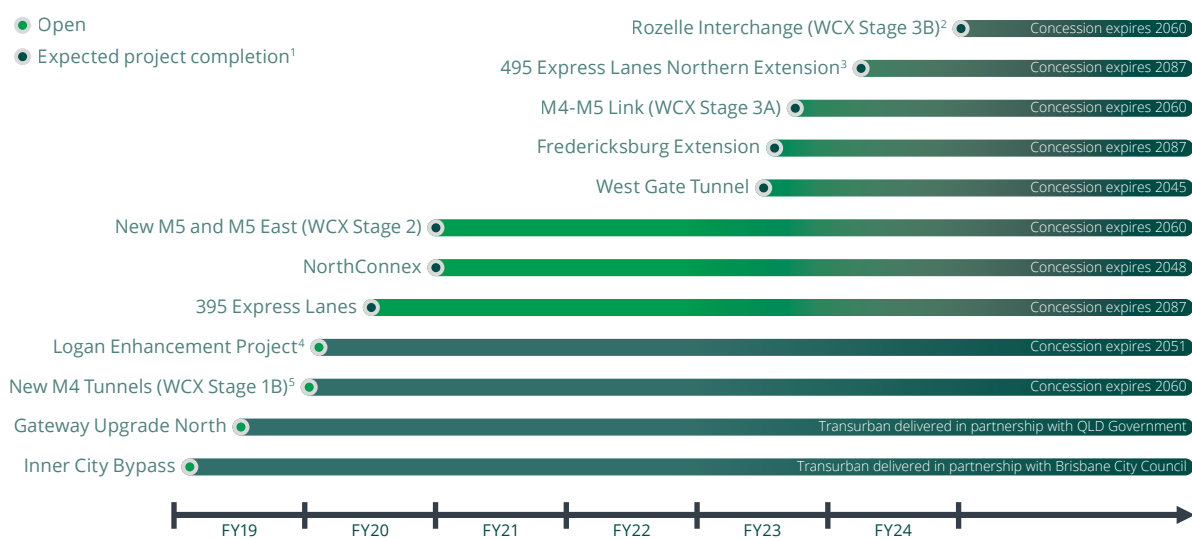 Open
Expected project completion¹
Rozelle Interchange (WCX Stage 3B)² Concession expires 2060
495 Express Lanes Northern Extension³ Concession expires 2087
M4-M5 Link (WCX Stage 3A) Concession expires 2060
Fredericksburg Extension Concession expires 2087
West Gate Tunnel Concession expires 2045
New M5 and M5 East (WCX Stage 2) Concession expires 2060
NorthConnex Concession expires 2048
395 Express Lanes Concession expires 2087
Logan Enhancement Project⁴ Concession expires 2051
New M4 Tunnels (WCX Stage 1B)⁵ Concession expires 2060
Gateway Upgrade North Transurban delivered in partnership with QLD Government
Inner City Bypass Transurban delivered in partnership with Brisbane City Council
FY19 FY20 FY21 FY22 FY23 FY24